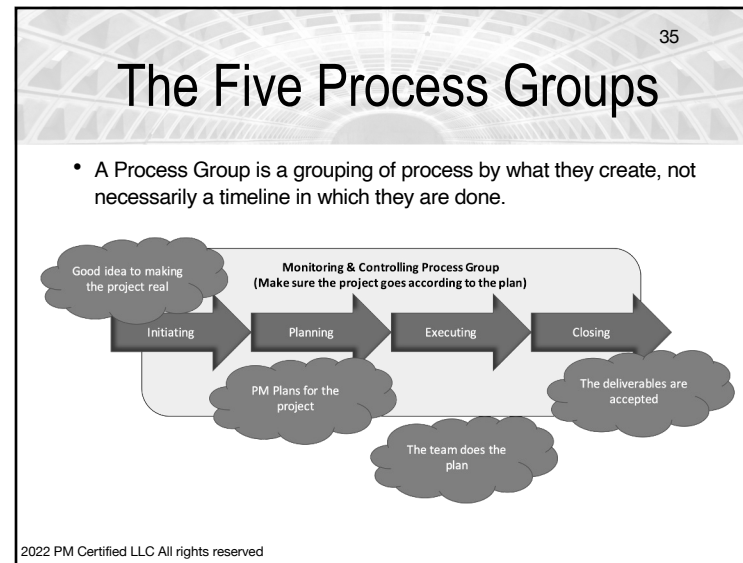 35
The Five Process Groups
• A Process Group is a grouping of process by what they create, not
necessarily a timeline in which they are done.
Good idea to making
the project real
Monitoring & Controlling Process Group
(Make sure the project goes according to the plan)
Initiating
Planning
Executing
Closing
PM Plans for the
project
The deliverables are
accepted
The team does the
plan
2022 PM Certified LLC All rights reserved